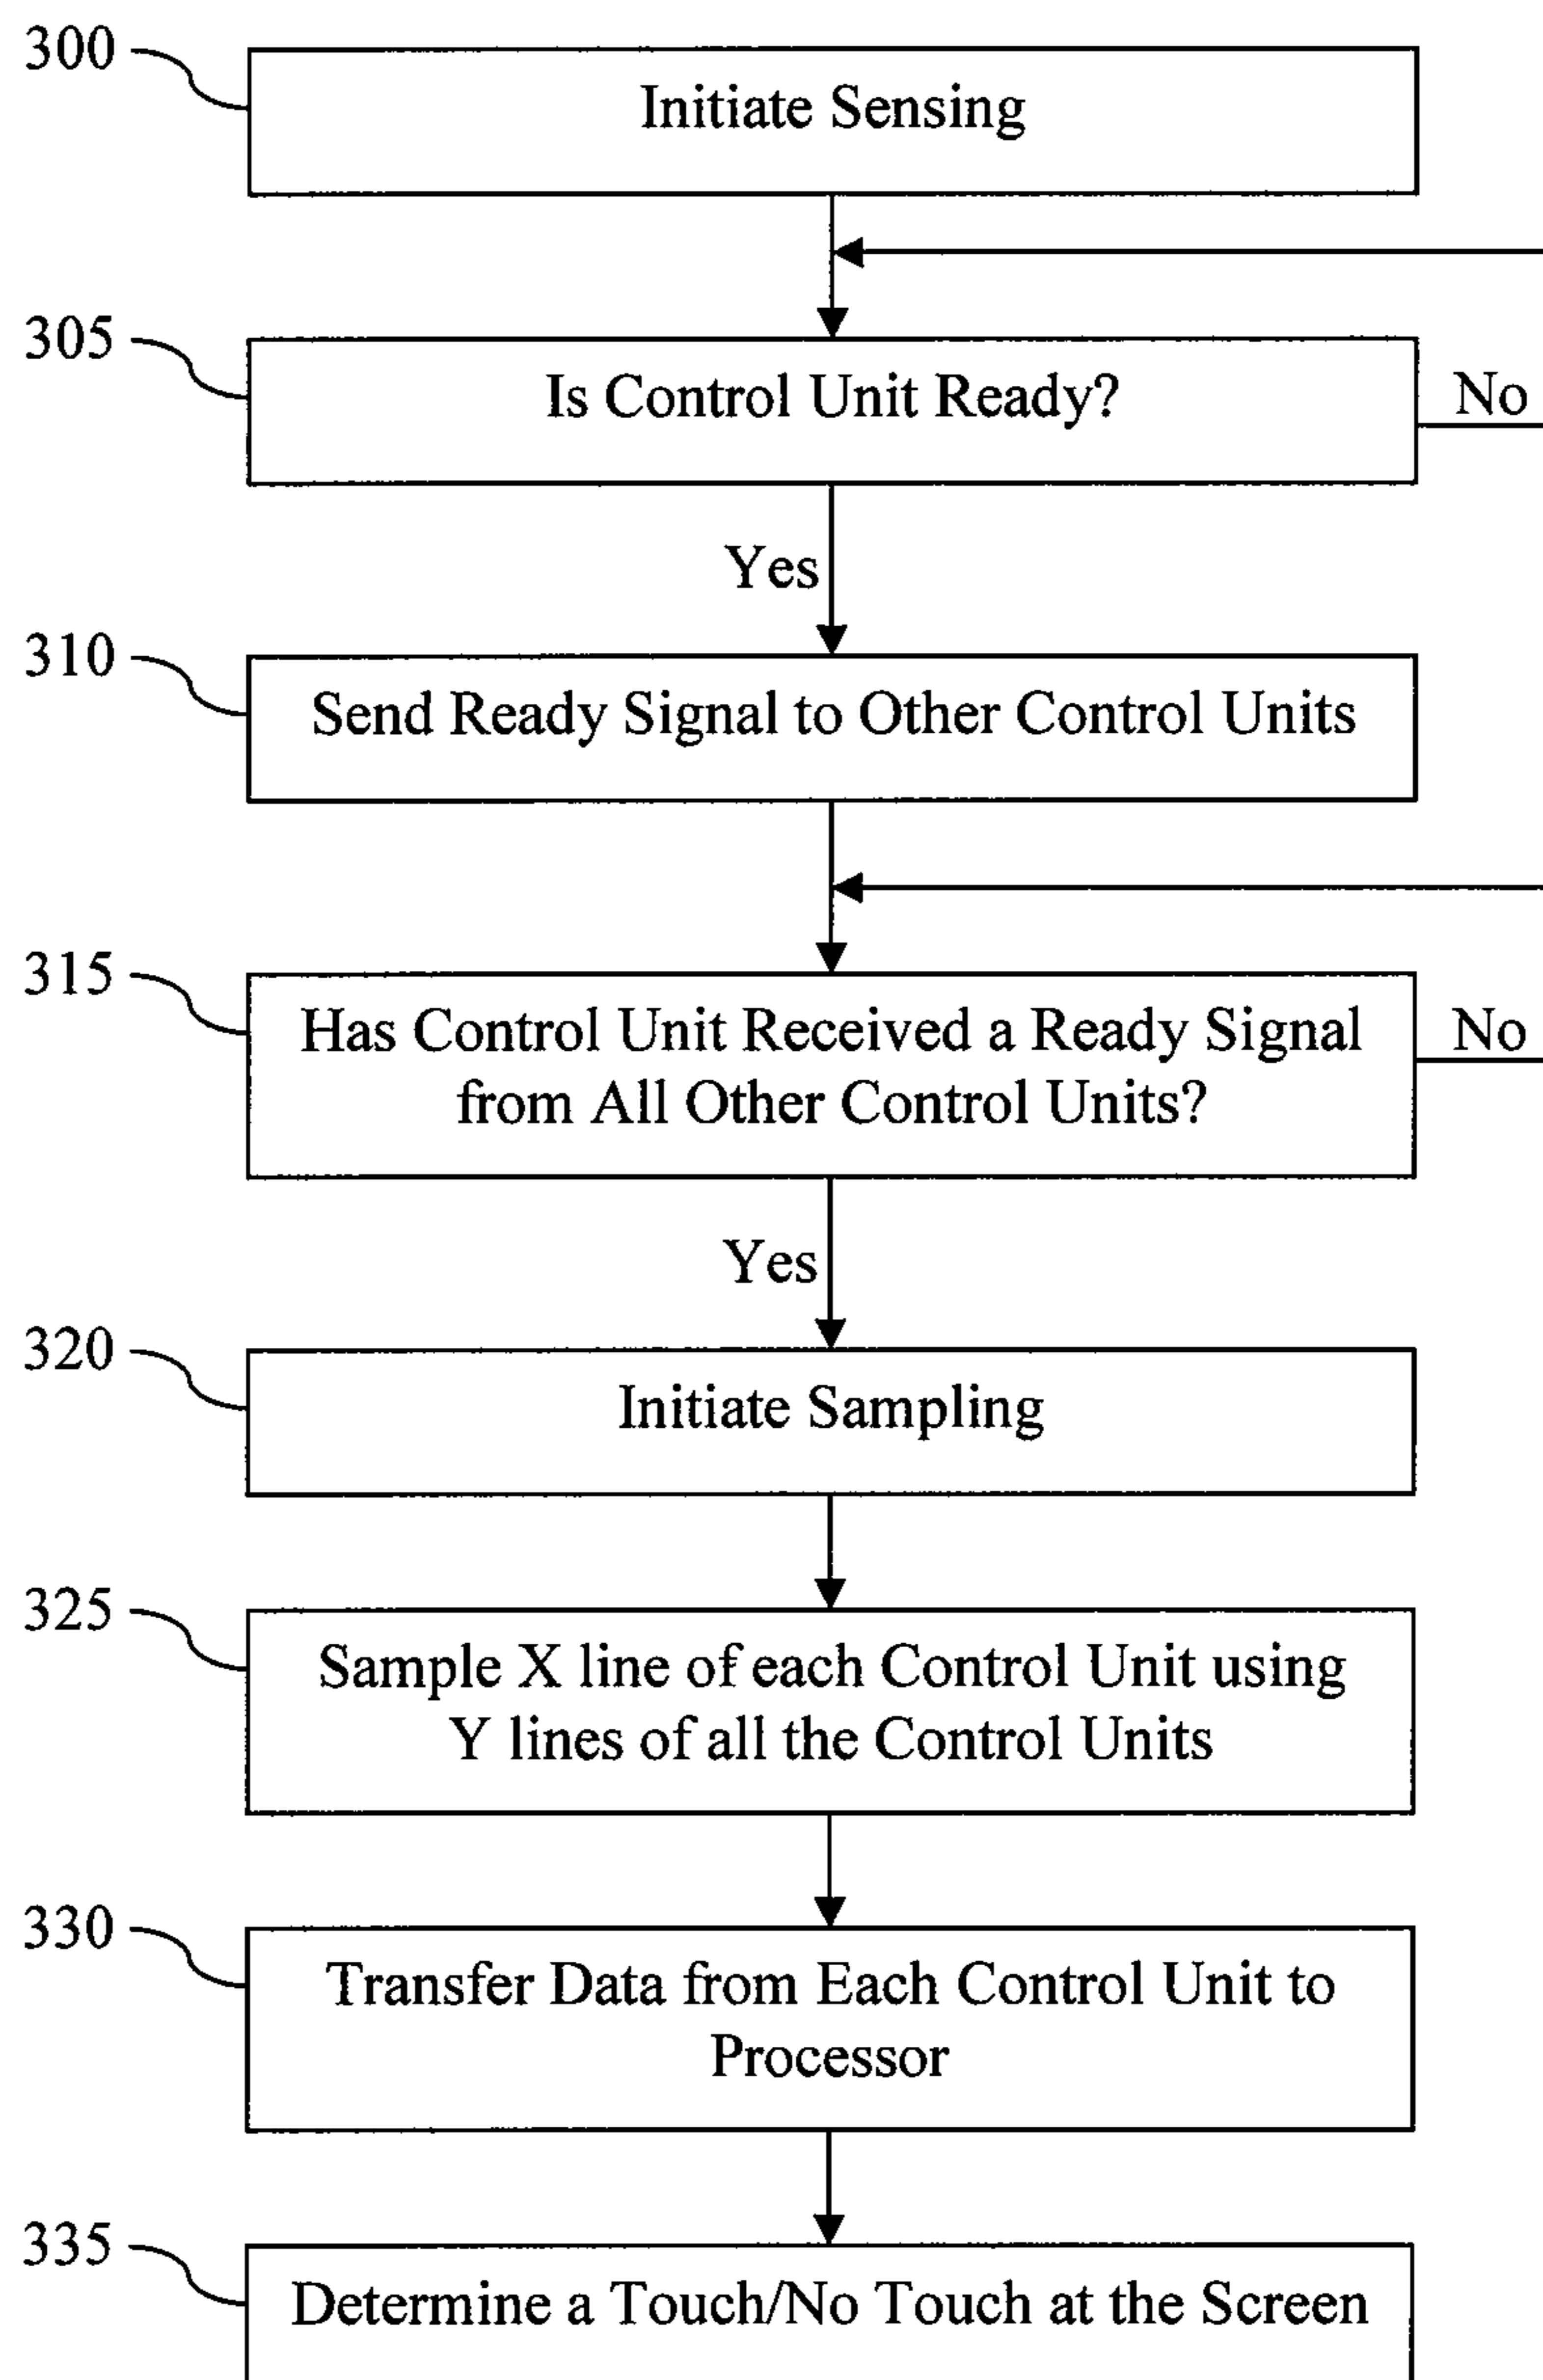 300
Initiate Sensing
305
Is Control Unit Ready?
No
Yes
310
Send Ready Signal to Other Control Units
315
Has Control Unit Received a Ready Signal
from All Other Control Units?
No
Yes
320
Initiate Sampling
325
Sample X line of each Control Unit using
Y lines of all the Control Units
330
Transfer Data from Each Control Unit to
Processor
335
Determine a Touch/No Touch at the Screen